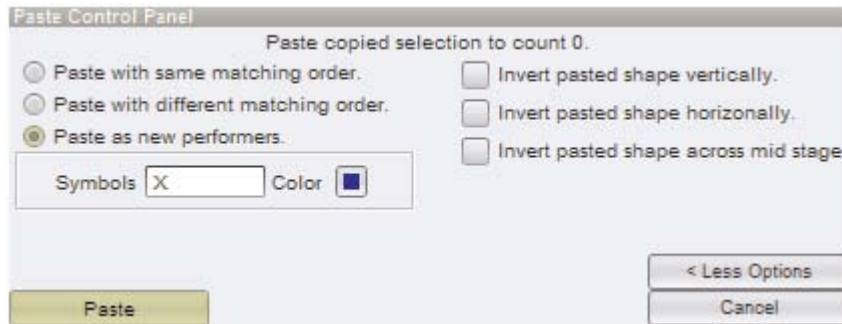 Paste Control Panel
Paste copied selection to count 0.
Paste with same matching order.
Paste with different matching order.
Paste as new performers.
Symbols X Color
Invert pasted shape vertically.
Invert pasted shape horizonally.
Invert pasted shape across mid stage
< Less Options
Paste
Cancel